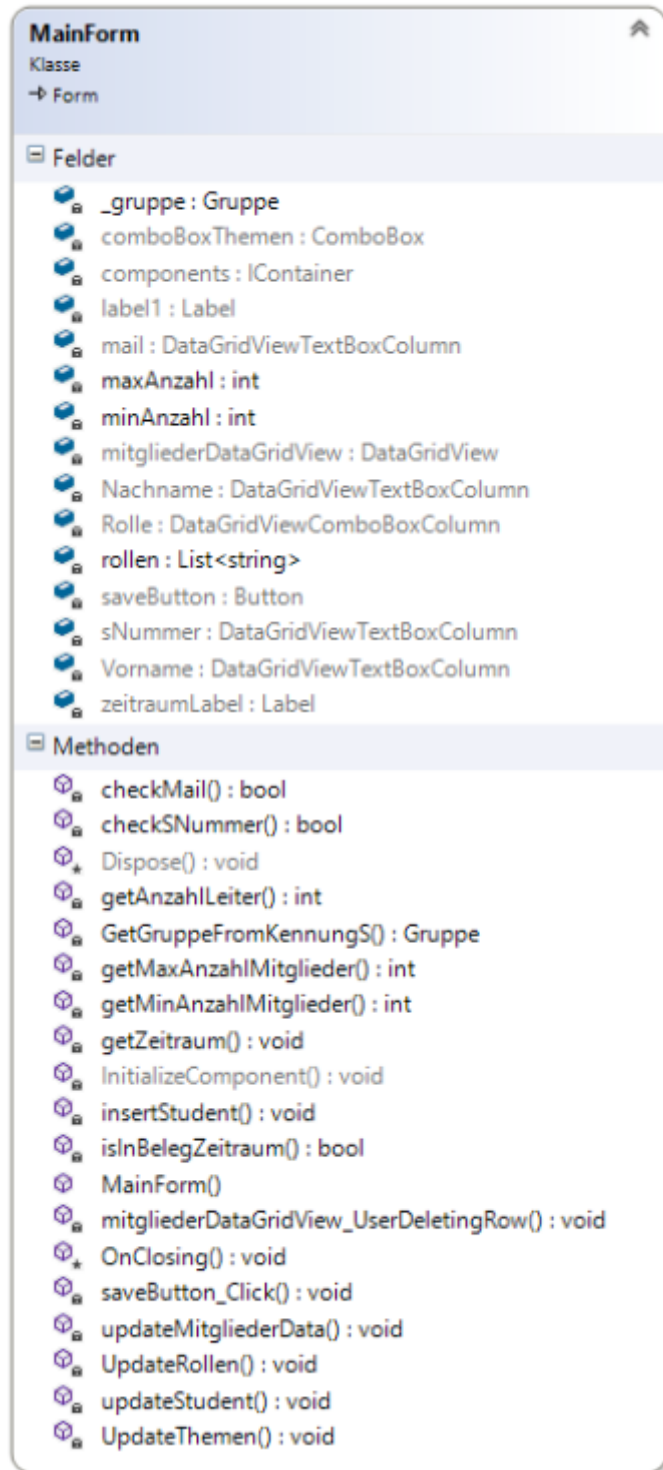 MainForm
Klasse
Form
Felder
_gruppe : Gruppe
comboBoxThemen : ComboBox
components : IContainer
label1 : Label
mail : DataGridViewTextBoxColumn
maxAnzahl : int
minAnzahl : int
mitgliederDataGridView : DataGridView
Nachname : DataGridViewTextBoxColumn
Rolle : DataGridViewComboBoxColumn
rollen : List<string>
saveButton : Button
sNummer : DataGridViewTextBoxColumn
Vorname : DataGridViewTextBoxColumn
zeitraumLabel : Label
Methoden
checkMail() : bool
checkSNummer() : bool
Dispose() : void
getAnzahlLeiter() : int
GetGruppeFromKennungS() : Gruppe
getMaxAnzahlMitglieder() : int
getMinAnzahlMitglieder() : int
getZeitraum() : void
InitializeComponent() : void
insertStudent() : void
isInBelegZeitraum() : bool
MainForm()
mitgliederDataGridView_UserDeletingRow() : void
OnClosing() : void
saveButton_Click() : void
updateMitgliederData() : void
UpdateRollen() : void
updateStudent() : void
UpdateThemen() : void